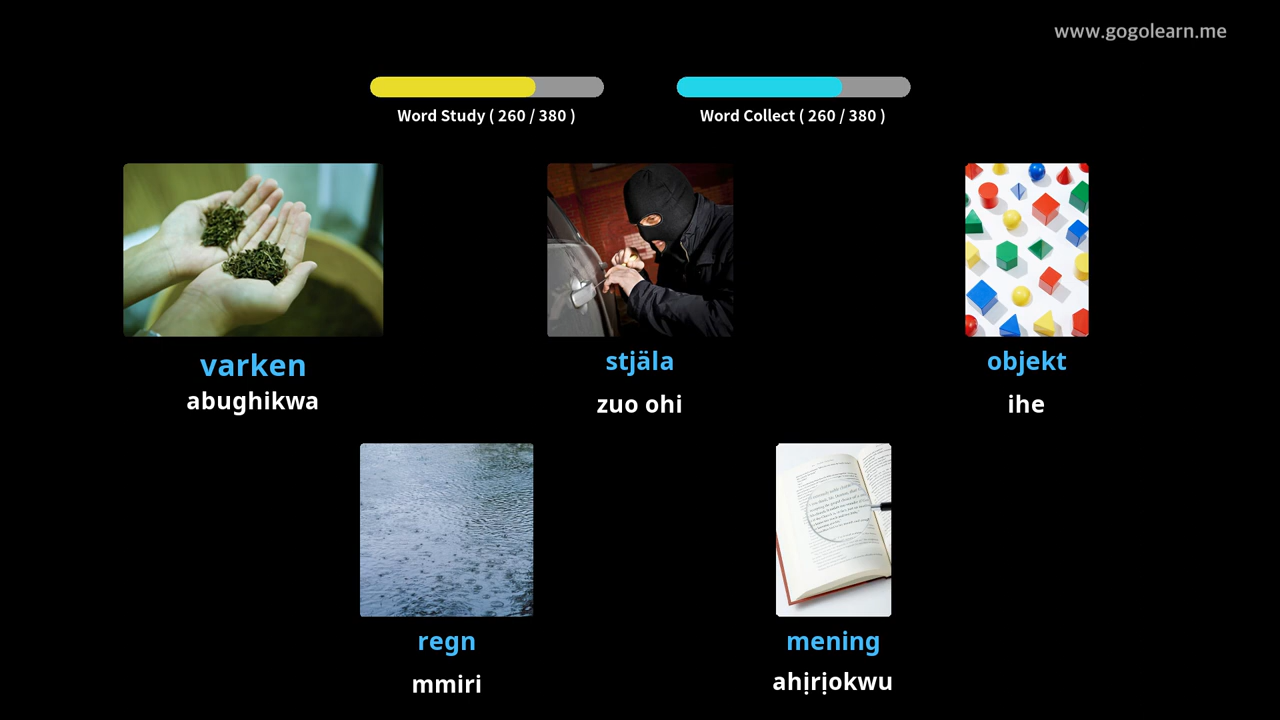 www.gogolearn.me
Word Study ( 260 / 380 )
Word Collect ( 260 / 380 )
varken
abughikwa
stjäla
zuo ohi
objekt
ihe
regn
mmiri
mening
ahịrịokwu